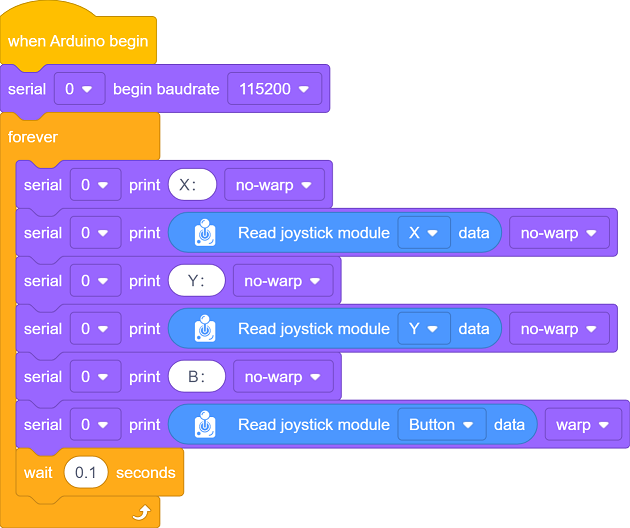 when Arduino begin
serial 0 begin baudrate 115200
forever
serial 0 print X: no-warp
serial 0 print Read joystick module X data no-warp
serial 0 print Y: no-warp
serial 0 print Read joystick module Y data no-warp
serial 0 print B: no-warp
serial 0 print Read joystick module Button data warp
wait 0.1 seconds